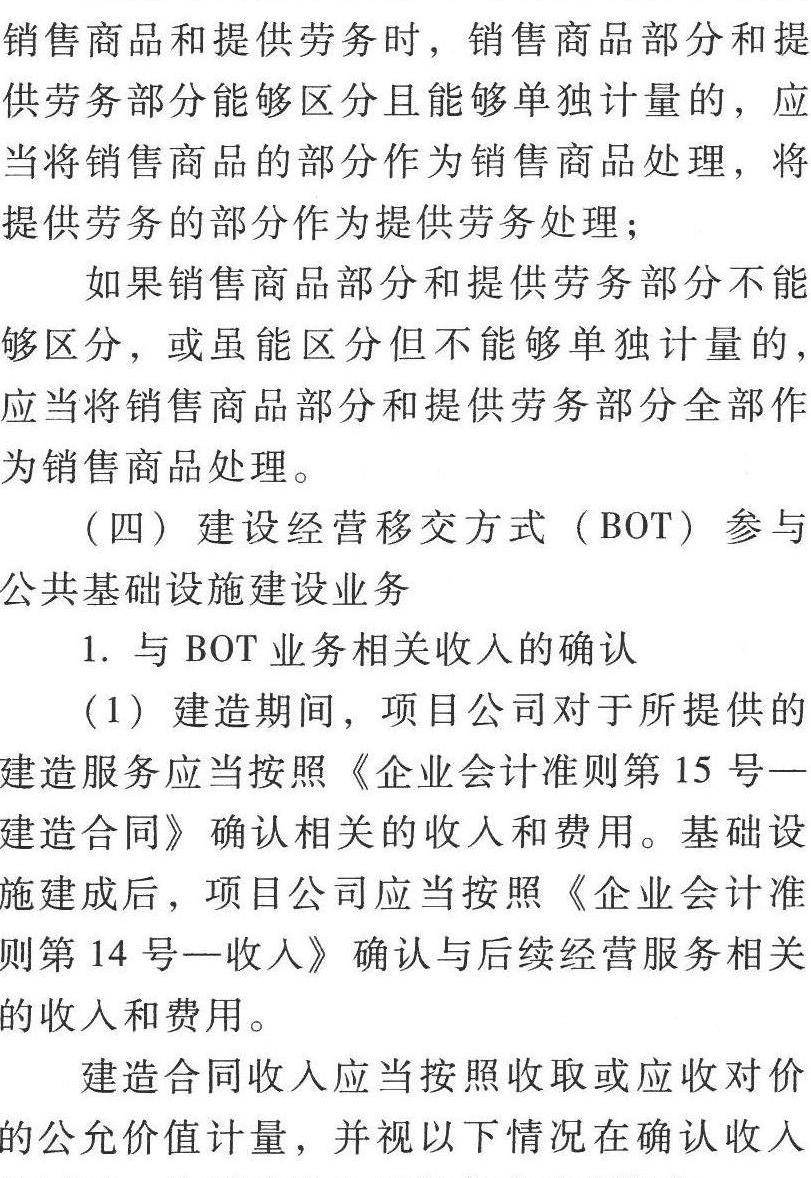 销售商品和提供劳务时，销售商品部分和提
供劳务部分能够区分且能够单独计量的，应
当将销售商品的部分作为销售商品处理，将
提供劳务的部分作为提供劳务处理；
如果销售商品部分和提供劳务部分不能
够区分，或虽能区分但不能够单独计量的，
应当将销售商品部分和提供劳务部分全部作
为销售商品处理。
（四）建设经营移交方式（BOT）参与
公共基础设施建设业务
1. 与 BOT 业务相关收入的确认
（1）建造期间，项目公司对于所提供的
建造服务应当按照《企业会计准则第 15 号—
建造合同》确认相关的收入和费用。基础设
施建成后，项目公司应当按照《企业会计准
则第 14 号—收入》确认与后续经营服务相关
的收入和费用。
建造合同收入应当按照收取或应收对价
的公允价值计量，并视以下情况在确认收入